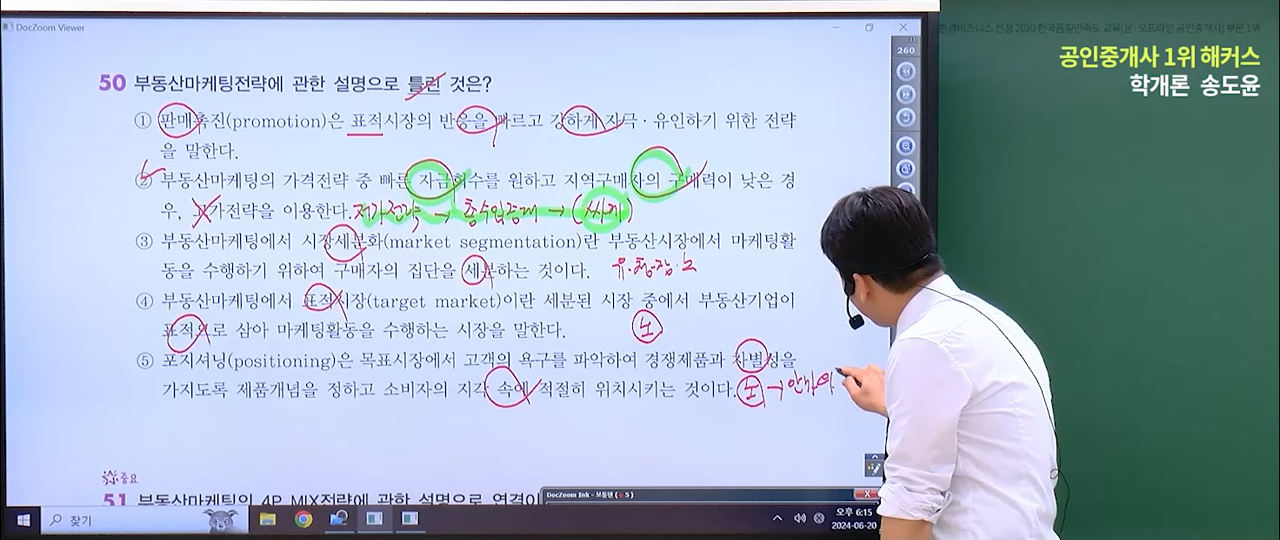 DocZoom Viewer
한경비즈니스 선정 2020 한국품질만족도 교육(온·오프라인 공인중개사) 부문 1위
260
공인중개사 1위 해커스
학개론 송도윤
50 부동산마케팅전략에 관한 설명으로 틀린 것은?
① 판매촉진(promotion)은 표적시장의 반응을 빠르고 강하게 자극·유인하기 위한 전략
을 말한다.
② 부동산마케팅의 가격전략 중 빠른 자금회수를 원하고 지역구매자의 구매력이 낮은 경
우, 고가전략을 이용한다. 저가전략 → 총수입증대 → (싸게)
③ 부동산마케팅에서 시장세분화(market segmentation)란 부동산시장에서 마케팅활
동을 수행하기 위하여 구매자의 집단을 세분하는 것이다. 유·청·장·노
④ 부동산마케팅에서 표적시장(target market)이란 세분된 시장 중에서 부동산기업이
표적으로 삼아 마케팅활동을 수행하는 시장을 말한다. 노
⑤ 포지셔닝(positioning)은 목표시장에서 고객의 욕구를 파악하여 경쟁제품과 차별성을
가지도록 제품개념을 정하고 소비자의 지각 속에 적절히 위치시키는 것이다. 노 →
중요
51 부동산마케팅의 4P MIX전략에 관한 설명으로 연결이
DocZoom Ink - 보통펜 ( 5 )
찾기
오후 6:15
2024-06-20